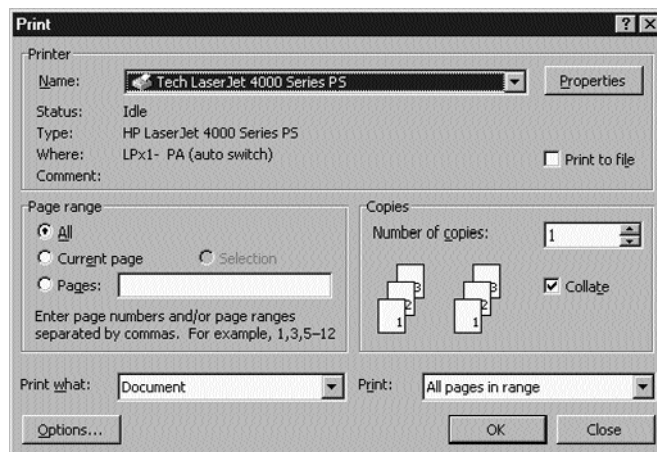 Print
Printer
Name: Tech LaserJet 4000 Series PS Properties
Status: Idle
Type: HP LaserJet 4000 Series PS
Where: LPx1- PA (auto switch)
Comment: Print to file
Page range
All
Current page Selection
Pages:
Enter page numbers and/or page ranges
separated by commas. For example, 1,3,5–12
Copies
Number of copies: 1
3 3
2 2
1 1
Collate
Print what: Document Print: All pages in range
Options... OK Close